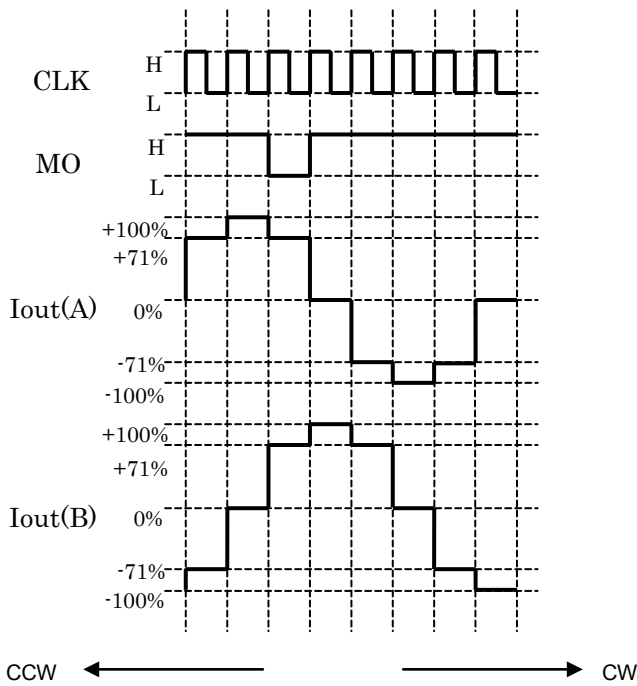 H
CLK
L
H
MO
L
+100%
+71%
Iout(A) 0%
-71%
-100%
+100%
+71%
Iout(B) 0%
-71%
-100%
CCW CW